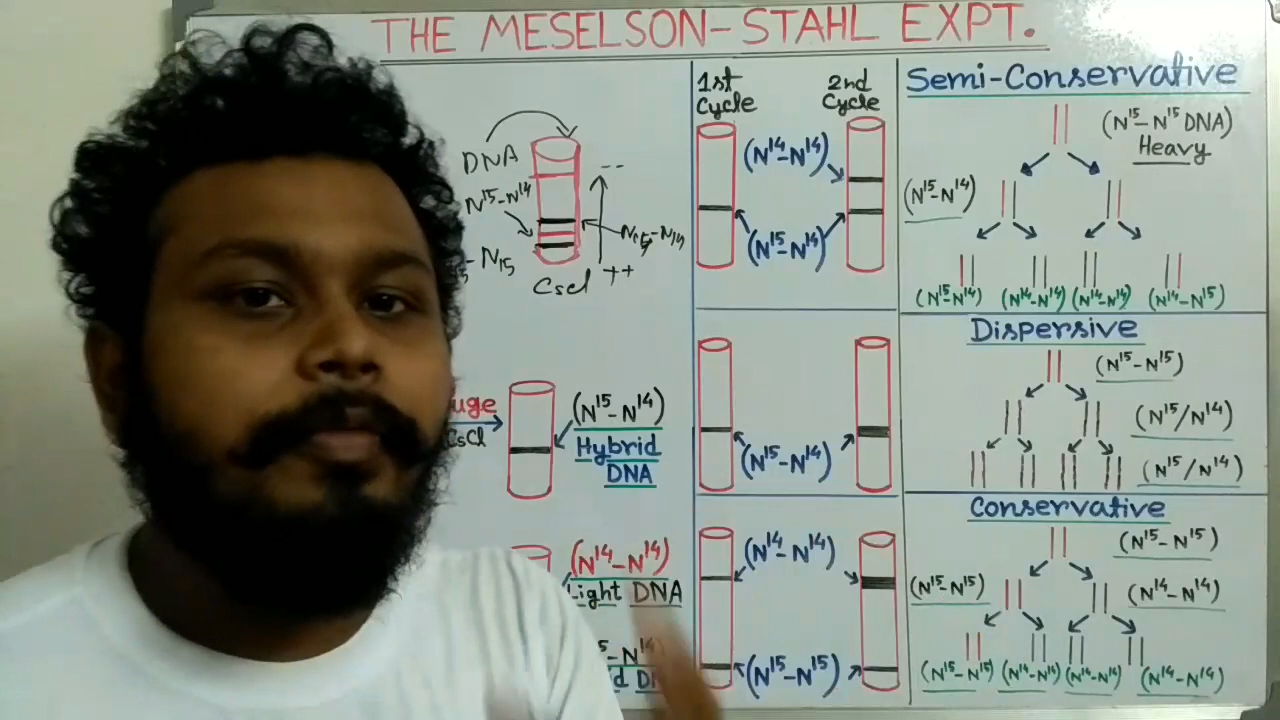 THE MESELSON-STAHL EXPT.
DNA
N¹⁵-N¹⁴
N₁₅
N₁₅-N₁₄
--
++
Cscl
uge
CsCl
(N¹⁵-N¹⁴)
Hybrid
DNA
(N¹⁴-N¹⁴)
Light DNA
1st
Cycle
2nd
Cycle
(N¹⁴-N¹⁴)
(N¹⁵-N¹⁴)
(N¹⁵-N¹⁴)
(N¹⁴-N¹⁴)
(N¹⁵-N¹⁵)
Semi-Conservative
(N¹⁵-N¹⁵ DNA)
Heavy
(N¹⁵-N¹⁴)
(N¹⁵-N¹⁴) (N¹⁴-N¹⁴) (N¹⁴-N¹⁴) (N¹⁴-N¹⁵)
Dispersive
(N¹⁵-N¹⁵)
(N¹⁵/N¹⁴)
(N¹⁵/N¹⁴)
Conservative
(N¹⁵-N¹⁵)
(N¹⁵-N¹⁵) (N¹⁴-N¹⁴)
(N¹⁵-N¹⁵) (N¹⁴-N¹⁴) (N¹⁴-N¹⁴) (N¹⁴-N¹⁴)